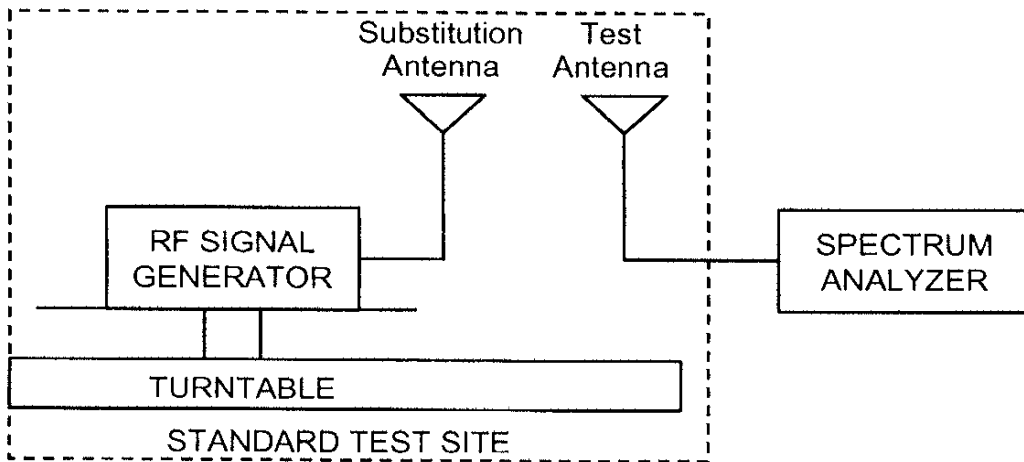 Substitution
Antenna
Test
Antenna
RF SIGNAL
GENERATOR
SPECTRUM
ANALYZER
TURNTABLE
STANDARD TEST SITE